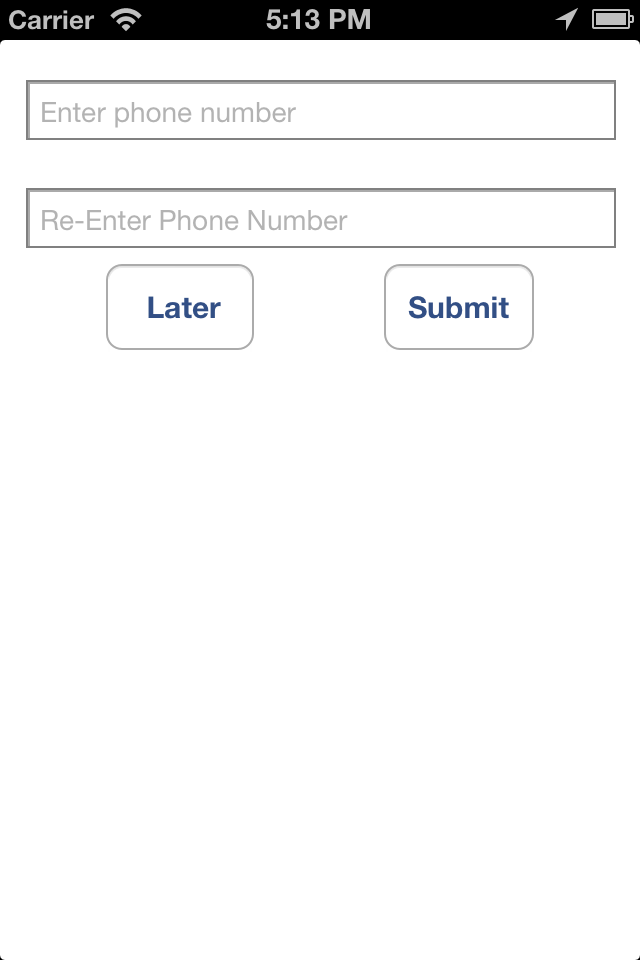 Carrier 5:13 PM
Enter phone number
Re-Enter Phone Number
Later Submit